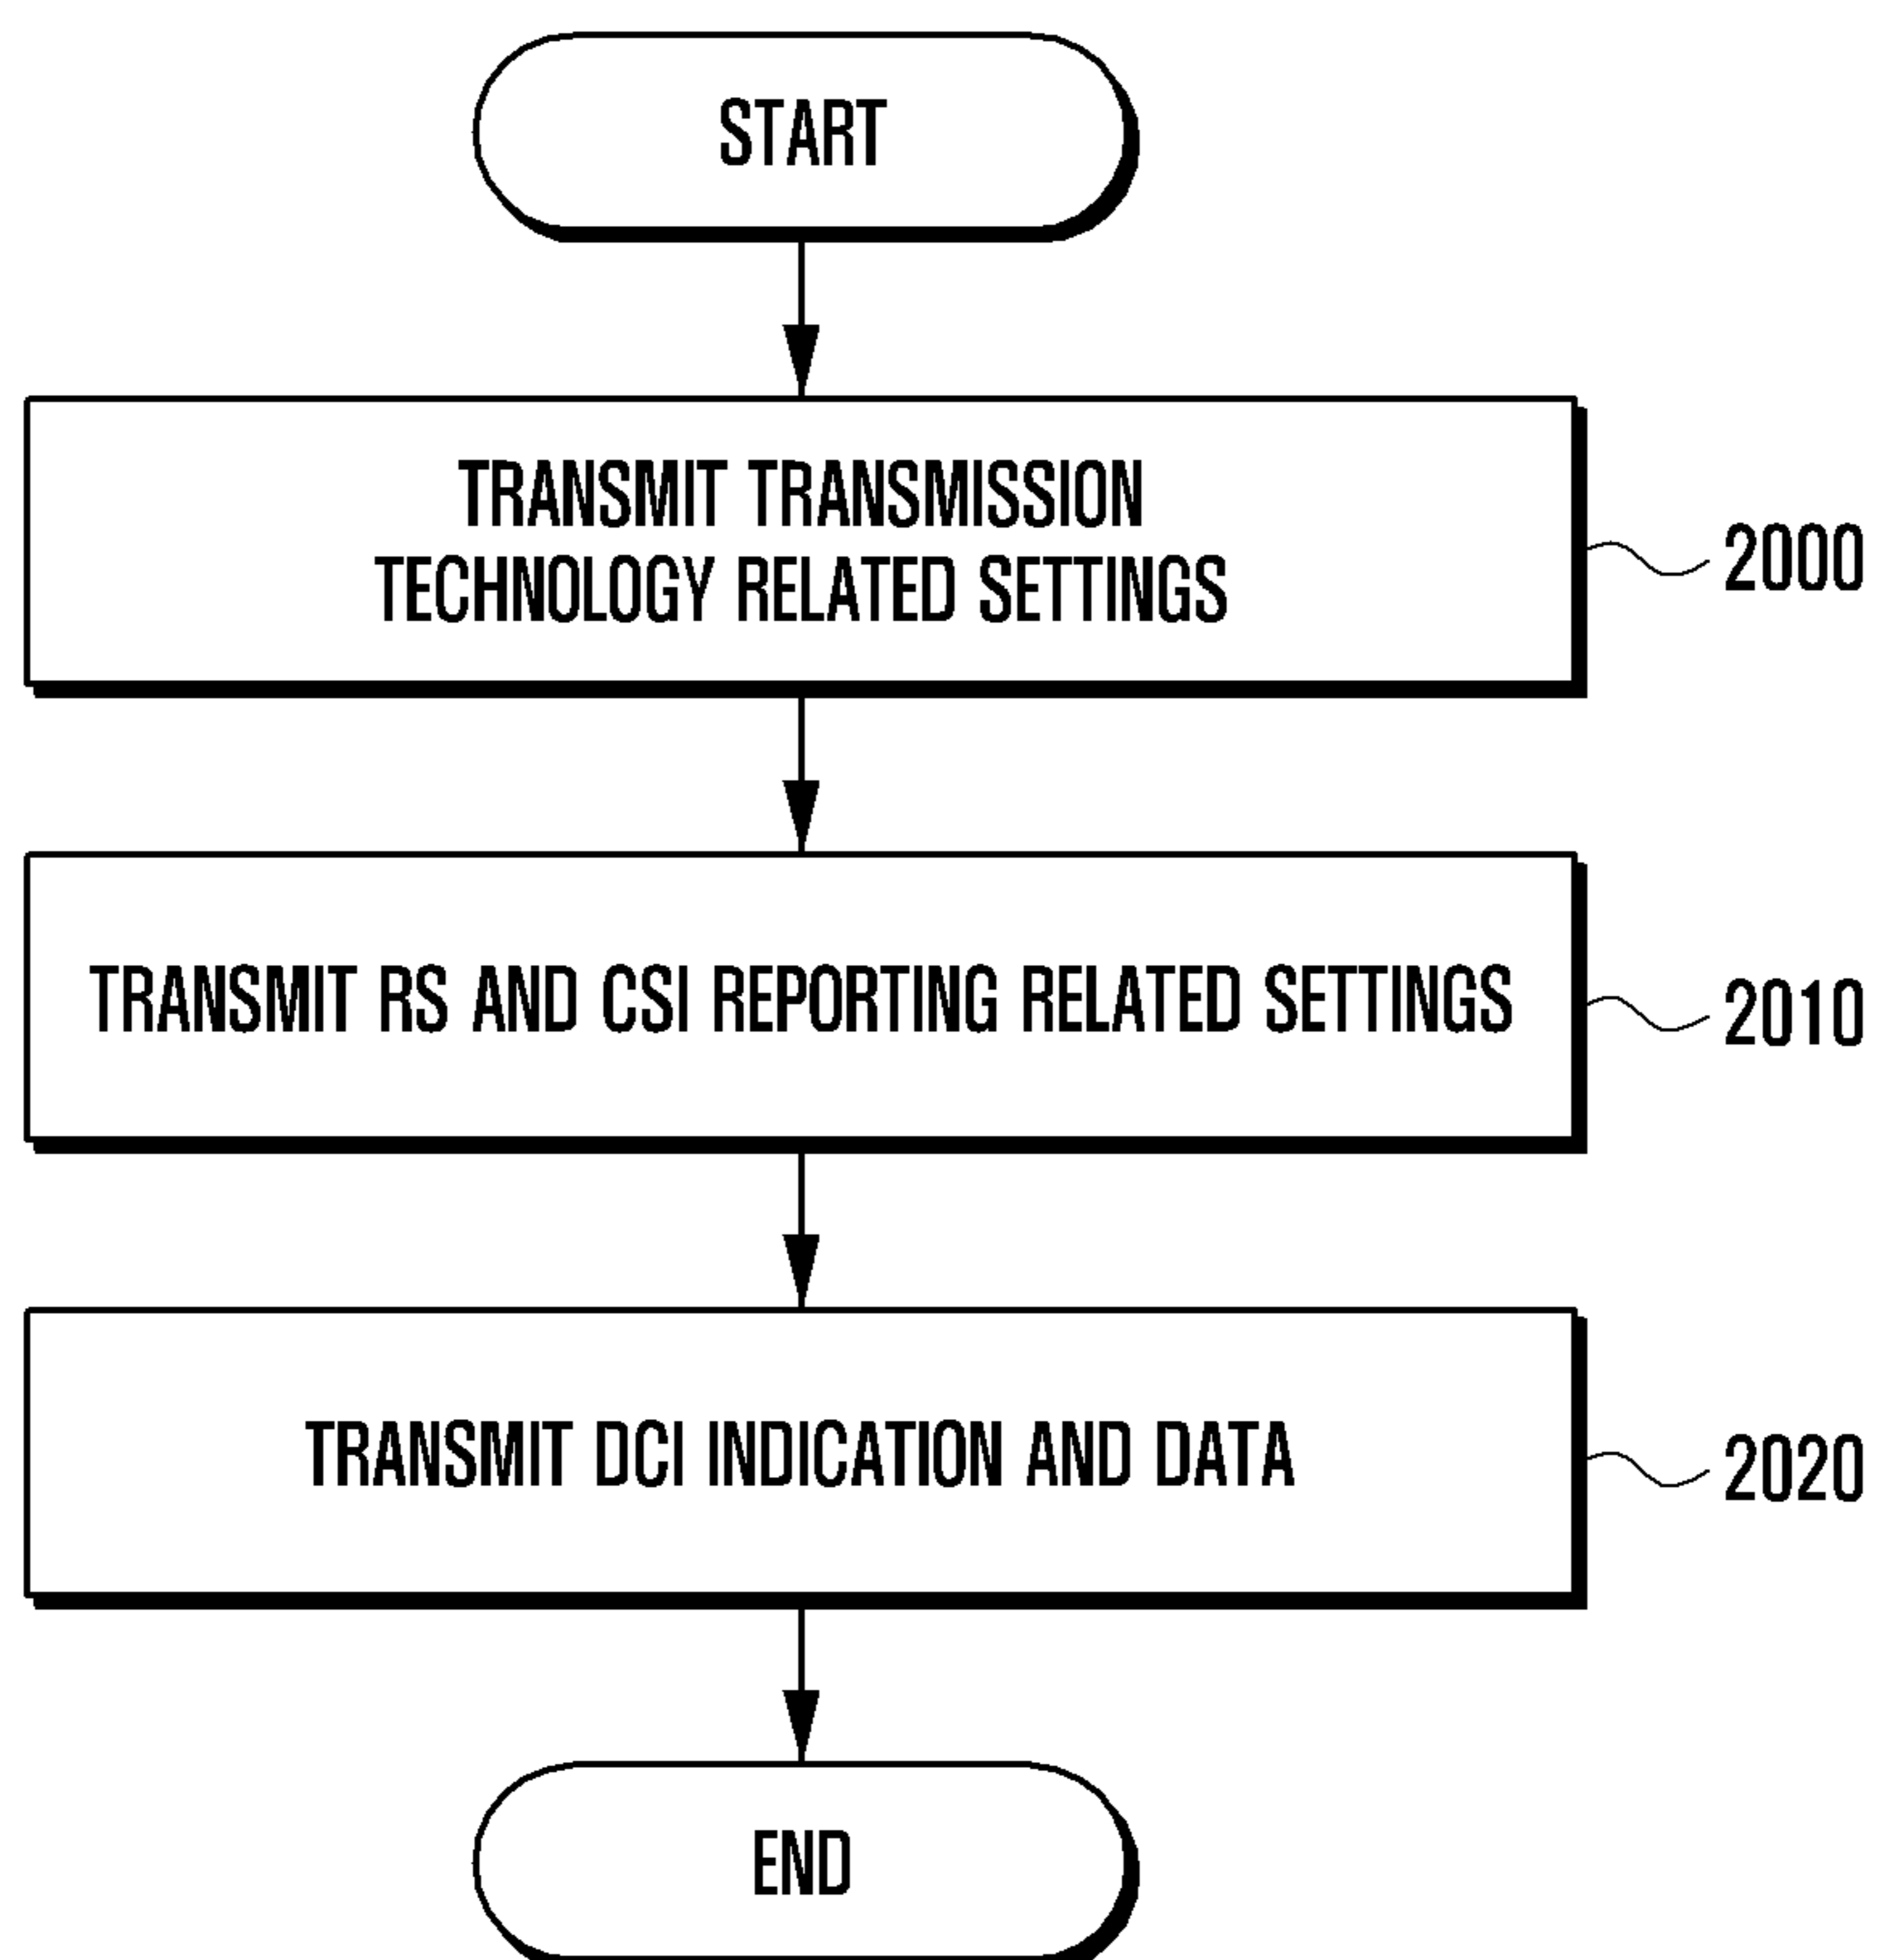 START
TRANSMIT TRANSMISSION
TECHNOLOGY RELATED SETTINGS
2000
TRANSMIT RS AND CSI REPORTING RELATED SETTINGS
2010
TRANSMIT DCI INDICATION AND DATA
2020
END